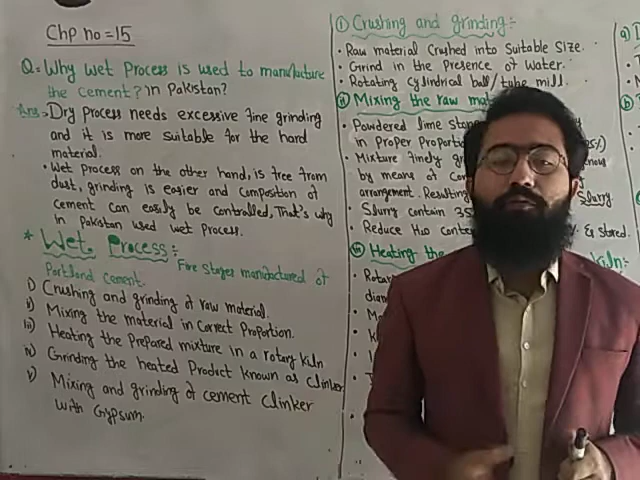 Chp no = 15
Q = Why Wet Process is used to manufacture
the cement? in Pakistan?
Ans: Dry process needs excessive fine grinding
and it is more suitable for the hard
material.
• Wet process on the other hand, is free from
dust, grinding is easier and composition of
cement can easily be controlled, That's why
in Pakistan used wet process.
* Wet. Process:
Five stages manufactured of
Portland cement.
i) Crushing and grinding of raw material.
ii) Mixing the material in correct proportion.
iii) Heating the prepared mixture in a rotary kiln
iv) Grinding the heated Product known as clinker
v) Mixing and grinding of cement clinker
with Gypsum.
i Crushing and grinding:-
• Raw material crushed into suitable size.
• Grind in the presence of water.
• Rotating cylindrical ball/tube mill.
ii Mixing the raw
• Powdered lime
in proper
• Mixture finely
by means of
arrangement.
Slurry.
• Slurry contain 35
• Reduce H2O & stored.
iii Heating the kiln:
a)
b)